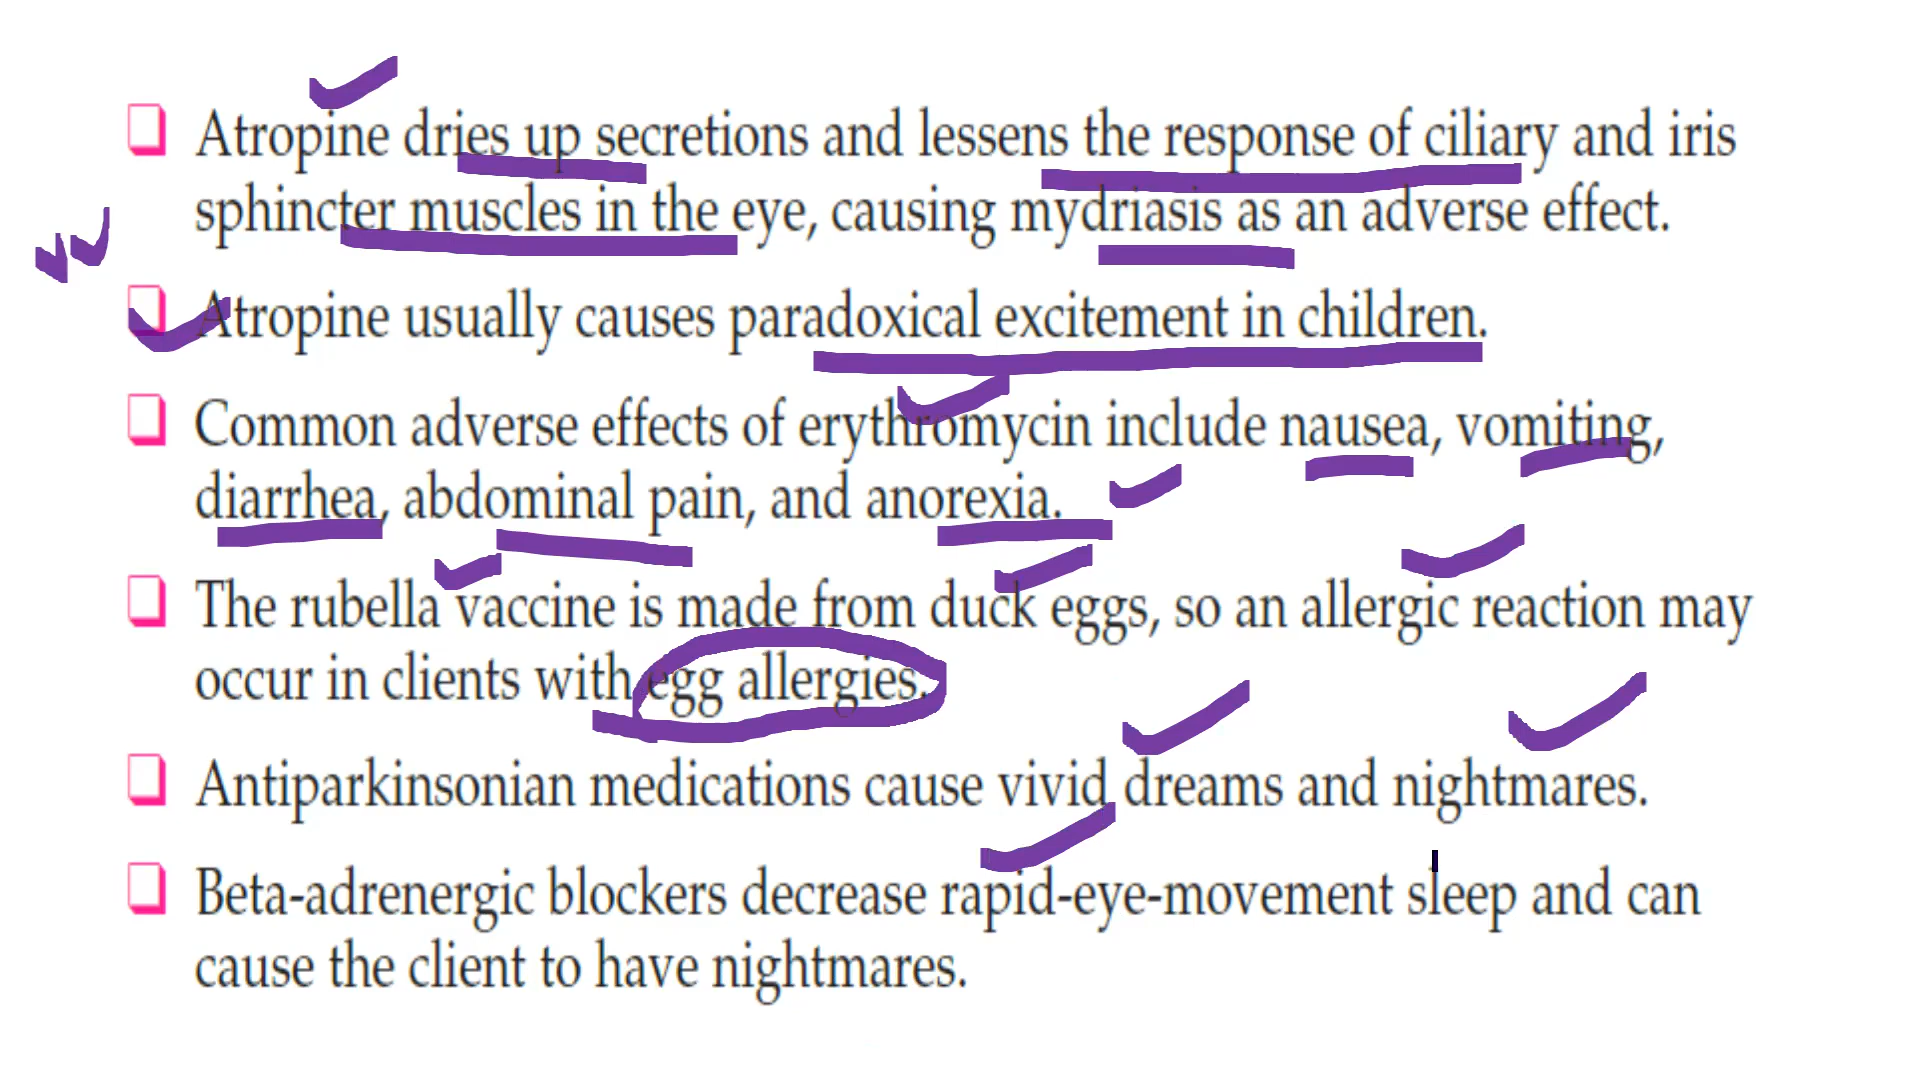 Atropine dries up secretions and lessens the response of ciliary and iris
sphincter muscles in the eye, causing mydriasis as an adverse effect.
Atropine usually causes paradoxical excitement in children.
Common adverse effects of erythromycin include nausea, vomiting,
diarrhea, abdominal pain, and anorexia.
The rubella vaccine is made from duck eggs, so an allergic reaction may
occur in clients with egg allergies.
Antiparkinsonian medications cause vivid dreams and nightmares.
Beta-adrenergic blockers decrease rapid-eye-movement sleep and can
cause the client to have nightmares.